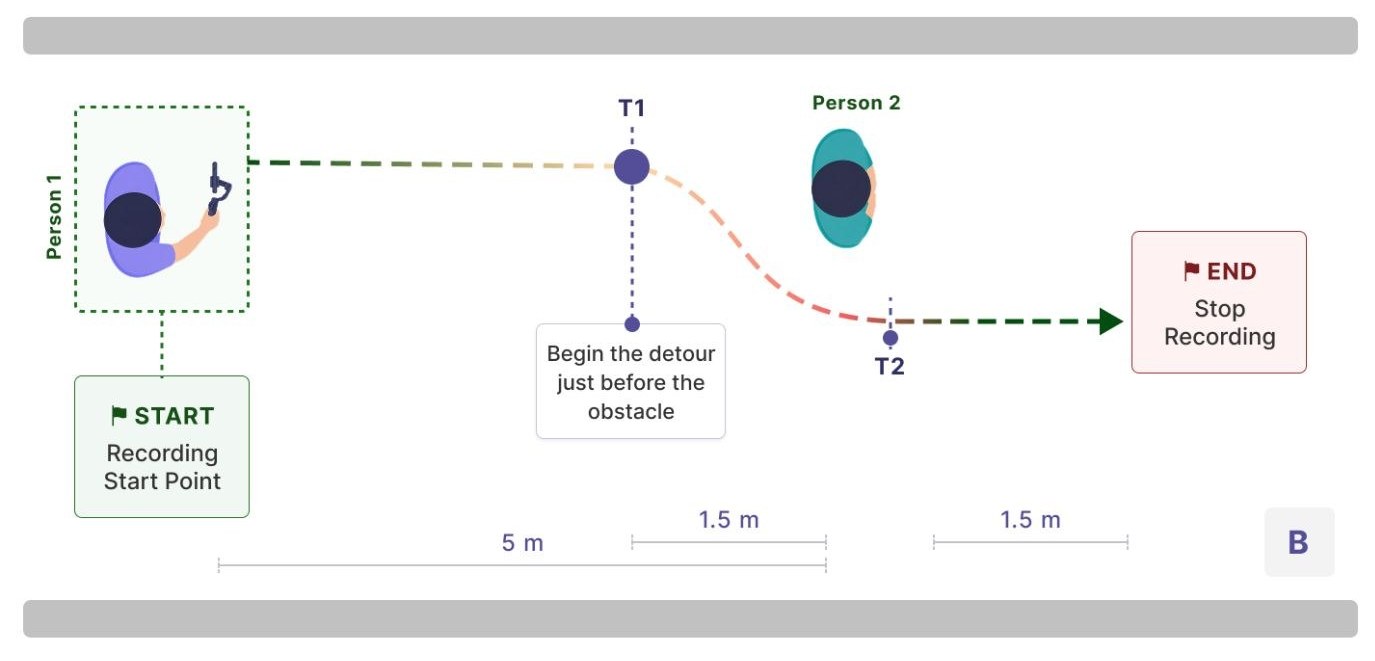 Person 1
T1
Person 2
Begin the detour
just before the
obstacle
T2
START
Recording
Start Point
END
Stop
Recording
5 m
1.5 m
1.5 m
B